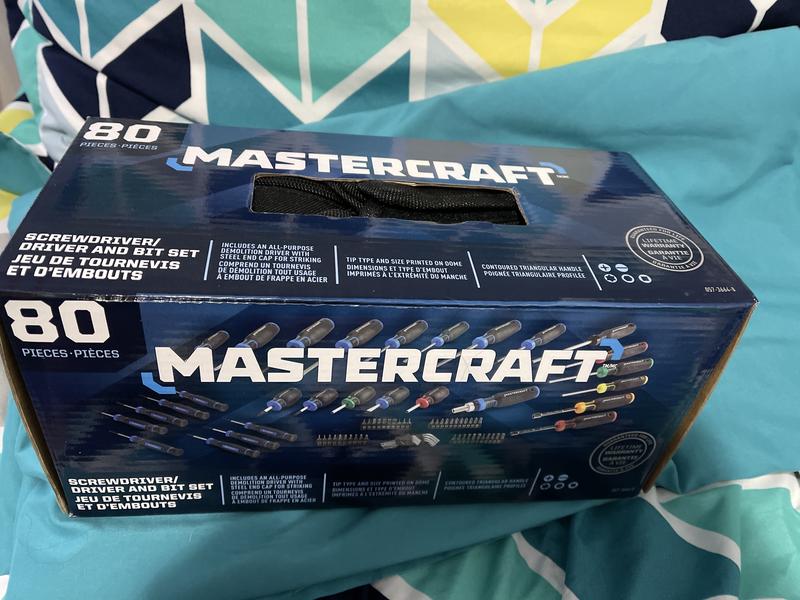 80
PIECES · PIÈCES
MASTERCRAFT
SCREWDRIVER/
DRIVER AND BIT SET
JEU DE TOURNEVIS
ET D'EMBOUTS
INCLUDES AN ALL-PURPOSE
DEMOLITION DRIVER WITH
STEEL END CAP FOR STRIKING
COMPREND UN TOURNEVIS
DE DÉMOLITION TOUT USAGE
À EMBOUT DE FRAPPE EN ACIER
TIP TYPE AND SIZE PRINTED ON DOME
DIMENSIONS ET TYPE D'EMBOUT
IMPRIMÉS À L'EXTRÉMITÉ DU MANCHE
CONTOURED TRIANGULAR HANDLE
POIGNÉE TRIANGULAIRE PROFILÉE
LIFETIME
WARRANTY
GARANTIE
À VIE
057-3664-8
80
PIECES · PIÈCES
MASTERCRAFT
SCREWDRIVER/
DRIVER AND BIT SET
JEU DE TOURNEVIS
ET D'EMBOUTS
INCLUDES AN ALL-PURPOSE
DEMOLITION DRIVER WITH
STEEL END CAP FOR STRIKING
COMPREND UN TOURNEVIS
DE DÉMOLITION TOUT USAGE
À EMBOUT DE FRAPPE EN ACIER
TIP TYPE AND SIZE PRINTED ON DOME
DIMENSIONS ET TYPE D'EMBOUT
IMPRIMÉS À L'EXTRÉMITÉ DU MANCHE
CONTOURED TRIANGULAR HANDLE
POIGNÉE TRIANGULAIRE PROFILÉE
LIFETIME
WARRANTY
GARANTIE
À VIE